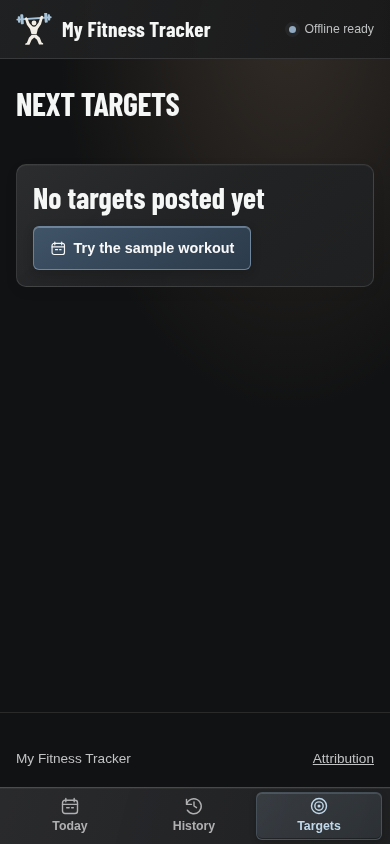 My Fitness Tracker
Offline ready
NEXT TARGETS
No targets posted yet
Try the sample workout
My Fitness Tracker
Attribution
Today
History
Targets